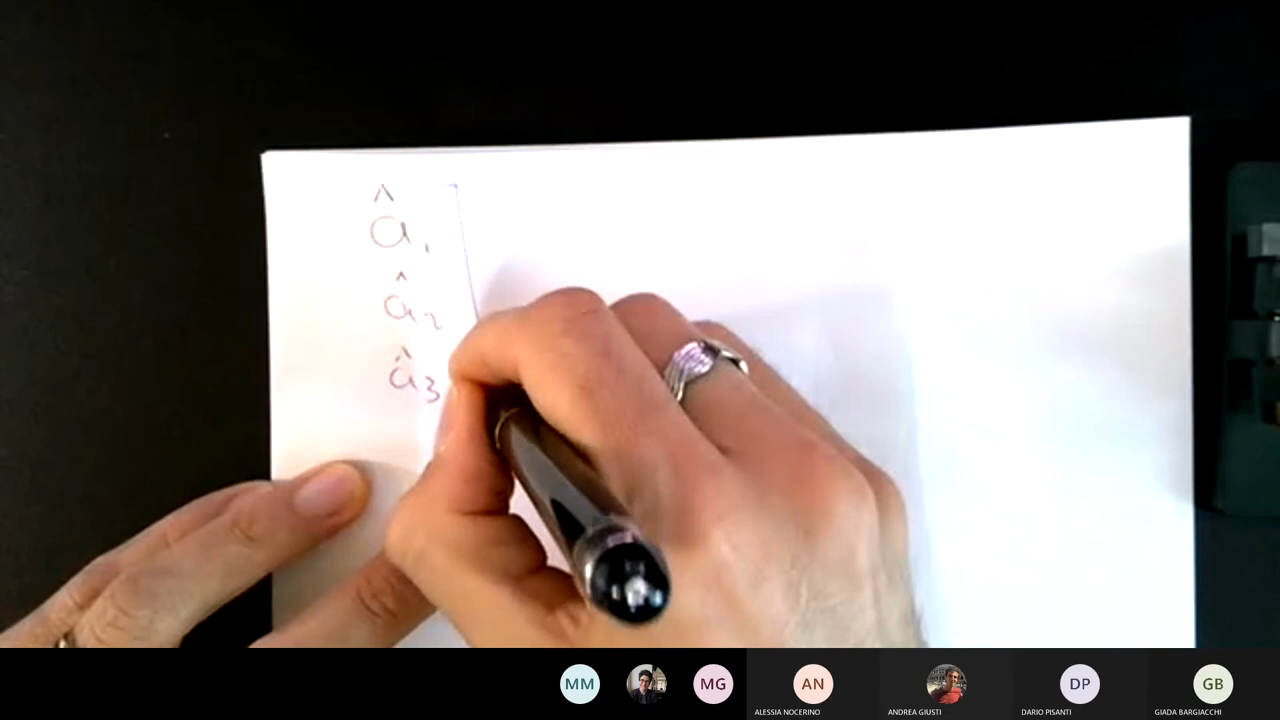 â₁
â₂
â₃
MM MG AN DP GB
ALESSIA NOCERINO ANDREA GIUSTI DARIO PISANTI GIADA BARGIACCHI